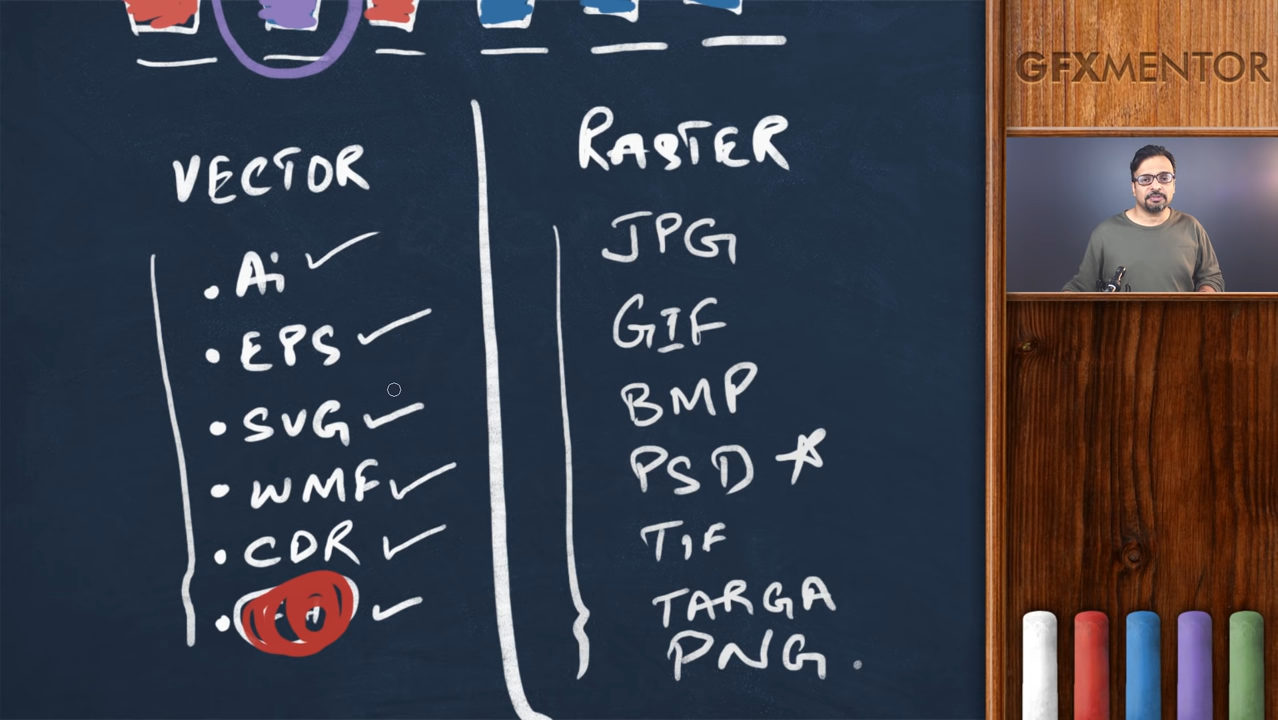 GFXMENTOR
VECTOR
• Ai ✓
• EPS ✓
• SVG ✓
• WMF ✓
• CDR ✓
• ✓
RASTER
JPG
GIF
BMP
PSD ★
TIF
TARGA
PNG.